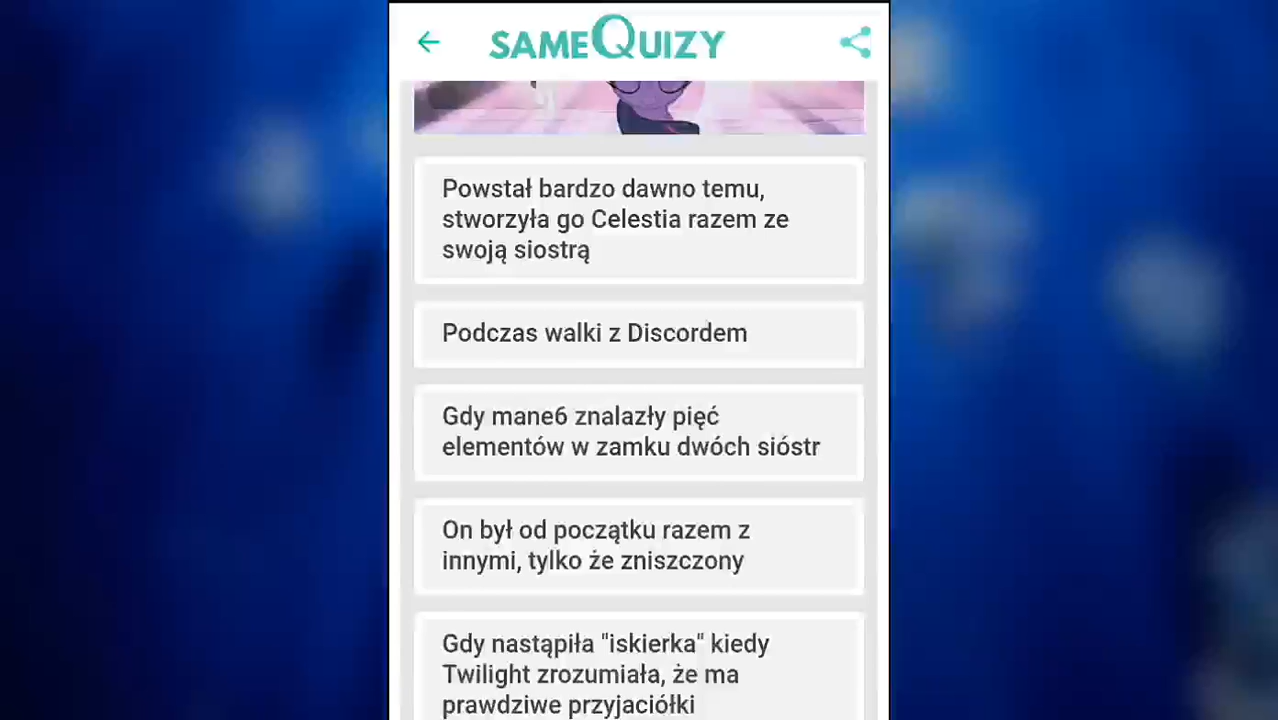 SAMEQUIZY
Powstał bardzo dawno temu,
stworzyła go Celestia razem ze
swoją siostrą
Podczas walki z Discordem
Gdy mane6 znalazły pięć
elementów w zamku dwóch sióstr
On był od początku razem z
innymi, tylko że zniszczony
Gdy nastąpiła "iskierka" kiedy
Twilight zrozumiała, że ma
prawdziwe przyjaciółki